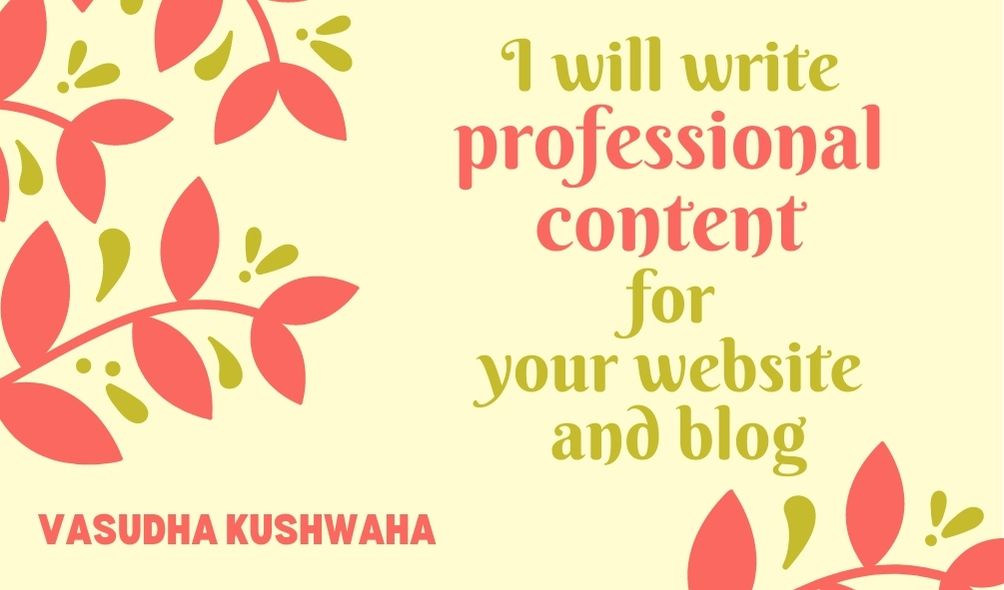 I will write
professional
content
for
your website
and blog
VASUDHA KUSHWAHA